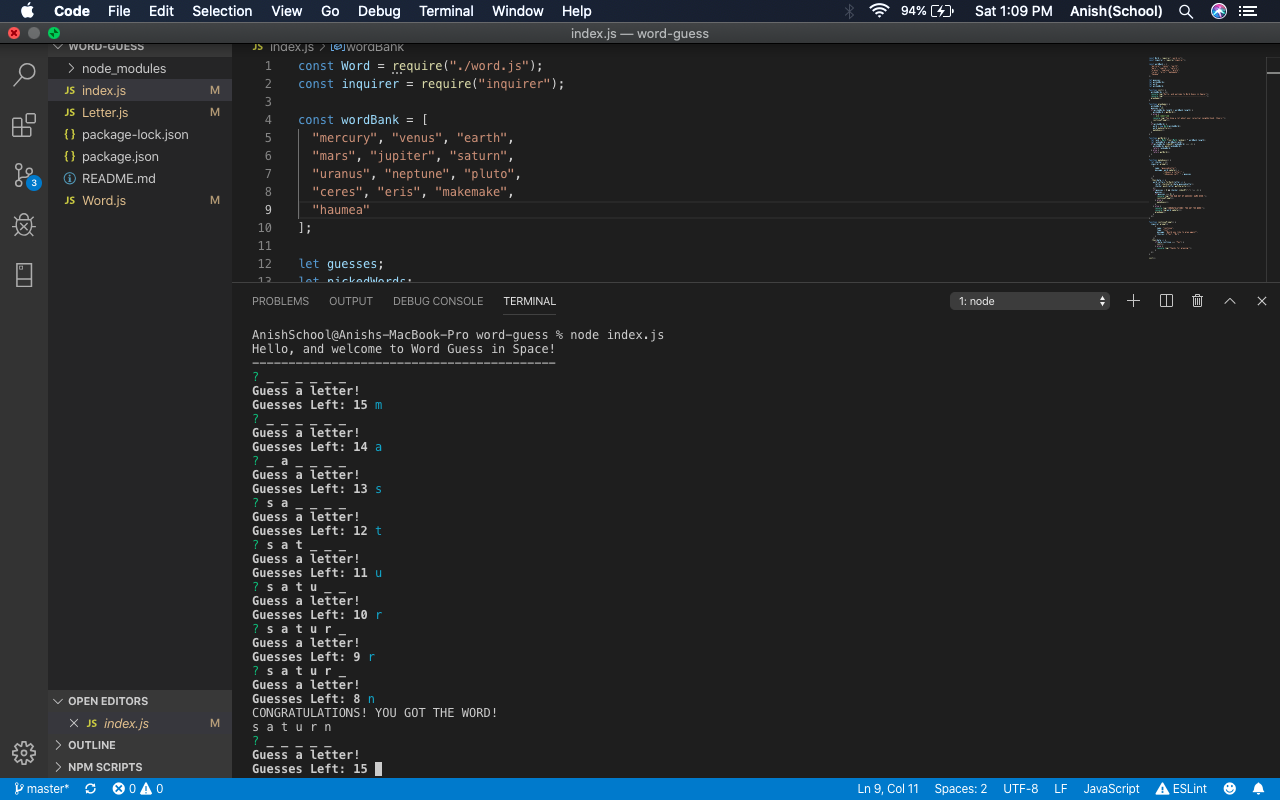 Code File Edit Selection View Go Debug Terminal Window Help 94% Sat 1:09 PM Anish(School)
index.js — word-guess
WORD-GUESS
node_modules
JS index.js M
JS Letter.js M
{} package-lock.json
{} package.json
README.md
JS Word.js M
3
OPEN EDITORS
JS index.js M
OUTLINE
NPM SCRIPTS
JS index.js > wordBank
1 const Word = require("./word.js");
2 const inquirer = require("inquirer");
3
4 const wordBank = [
5 "mercury", "venus", "earth",
6 "mars", "jupiter", "saturn",
7 "uranus", "neptune", "pluto",
8 "ceres", "eris", "makemake",
9 "haumea"
10 ];
11
12 let guesses;
13 let pickedWords;
PROBLEMS OUTPUT DEBUG CONSOLE TERMINAL 1: node
AnishSchool@Anishs-MacBook-Pro word-guess % node index.js
Hello, and welcome to Word Guess in Space!
------------------------------------------
? _ _ _ _ _ _
Guess a letter!
Guesses Left: 15 m
? _ _ _ _ _ _
Guess a letter!
Guesses Left: 14 a
? _ a _ _ _ _
Guess a letter!
Guesses Left: 13 s
? s a _ _ _ _
Guess a letter!
Guesses Left: 12 t
? s a t _ _ _
Guess a letter!
Guesses Left: 11 u
? s a t u _ _
Guess a letter!
Guesses Left: 10 r
? s a t u r _
Guess a letter!
Guesses Left: 9 r
? s a t u r _
Guess a letter!
Guesses Left: 8 n
CONGRATULATIONS! YOU GOT THE WORD!
s a t u r n
? _ _ _ _ _
Guess a letter!
Guesses Left: 15
master* 0 0 Ln 9, Col 11 Spaces: 2 UTF-8 LF JavaScript ESLint